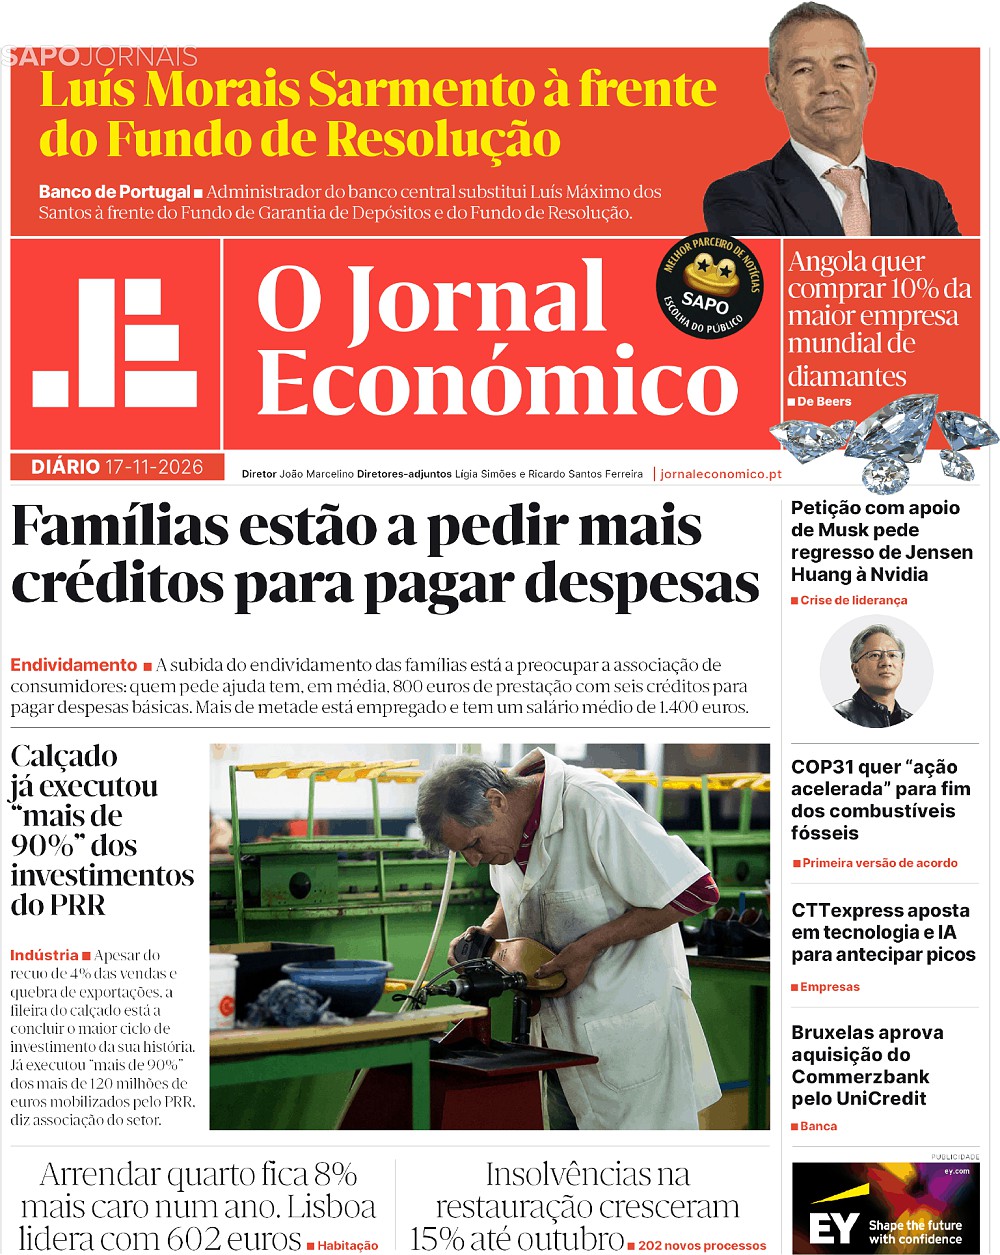 SAPOJORNAIS
Luís Morais Sarmento à frente
do Fundo de Resolução
Banco de Portugal ■ Administrador do banco central substitui Luís Máximo dos
Santos à frente do Fundo de Garantia de Depósitos e do Fundo de Resolução.
O Jornal
Económico
MELHOR PARCEIRO DE NOTÍCIAS
SAPO
ESCOLHA DO PÚBLICO
Angola quer
comprar 10% da
maior empresa
mundial de
diamantes
■ De Beers
DIÁRIO 17-11-2026
Diretor João Marcelino Diretores-adjuntos Lígia Simões e Ricardo Santos Ferreira | jornaleconomico.pt
Famílias estão a pedir mais
créditos para pagar despesas
Endividamento ■ A subida do endividamento das famílias está a preocupar a associação de
consumidores: quem pede ajuda tem, em média, 800 euros de prestação com seis créditos para
pagar despesas básicas. Mais de metade está empregado e tem um salário médio de 1.400 euros.
Calçado
já executou
“mais de
90%” dos
investimentos
do PRR
Indústria ■ Apesar do
recuo de 4% das vendas e
quebra de exportações, a
fileira do calçado está a
concluir o maior ciclo de
investimento da sua história.
Já executou “mais de 90%”
dos mais de 120 milhões de
euros mobilizados pelo PRR,
diz associação do setor.
Arrendar quarto fica 8%
mais caro num ano. Lisboa
lidera com 602 euros ■ Habitação
Insolvências na
restauração cresceram
15% até outubro ■ 202 novos processos
Petição com apoio
de Musk pede
regresso de Jensen
Huang à Nvidia
■ Crise de liderança
COP31 quer “ação
acelerada” para fim
dos combustíveis
fósseis
■ Primeira versão de acordo
CTTexpress aposta
em tecnologia e IA
para antecipar picos
■ Empresas
Bruxelas aprova
aquisição do
Commerzbank
pelo UniCredit
■ Banca
PUBLICIDADE
ey.com
EY
Shape the future
with confidence